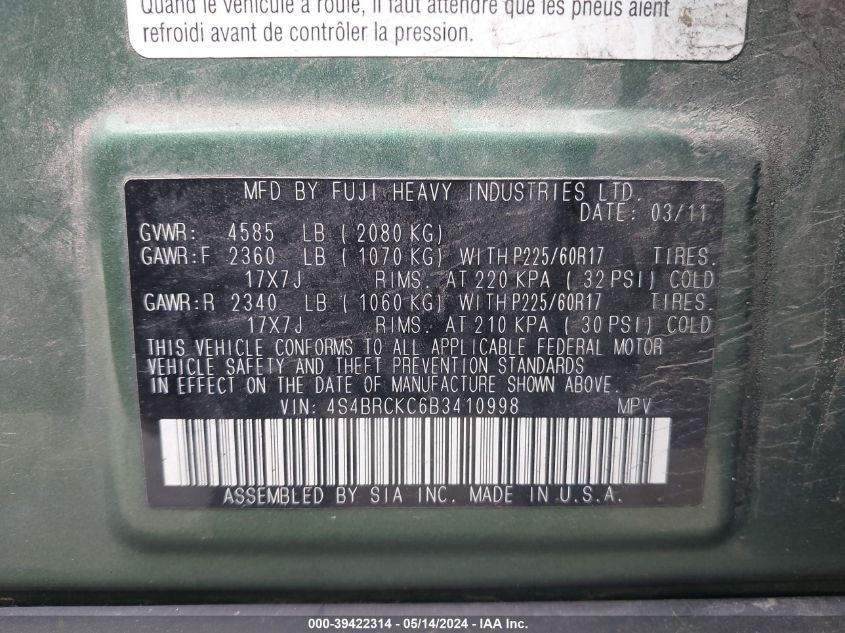 Quand le véhicule a roulé, il faut attendre que les pneus aient
refroidi avant de contrôler la pression.
MFD BY FUJI HEAVY INDUSTRIES LTD.
DATE: 03/11
GVWR: 4585 LB ( 2080 KG)
GAWR:F 2360 LB ( 1070 KG) WITH P225/60R17 TIRES.
17X7J RIMS. AT 220 KPA ( 32 PSI) COLD
GAWR:R 2340 LB ( 1060 KG) WITH P225/60R17 TIRES.
17X7J RIMS. AT 210 KPA ( 30 PSI) COLD
THIS VEHICLE CONFORMS TO ALL APPLICABLE FEDERAL MOTOR
VEHICLE SAFETY AND THEFT PREVENTION STANDARDS
IN EFFECT ON THE DATE OF MANUFACTURE SHOWN ABOVE.
VIN: 4S4BRCKC6B3410998 MPV
ASSEMBLED BY SIA INC. MADE IN U.S.A.
000-39422314 - 05/14/2024 - IAA Inc.